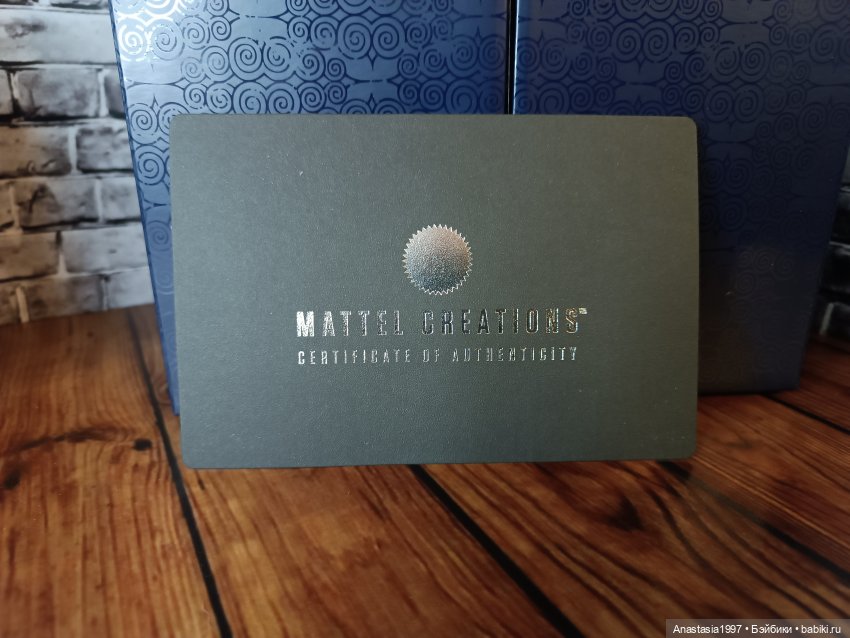 MATTEL CREATIONS™
CERTIFICATE OF AUTHENTICITY
Anastasia1997 • Бэйбики • babiki.ru